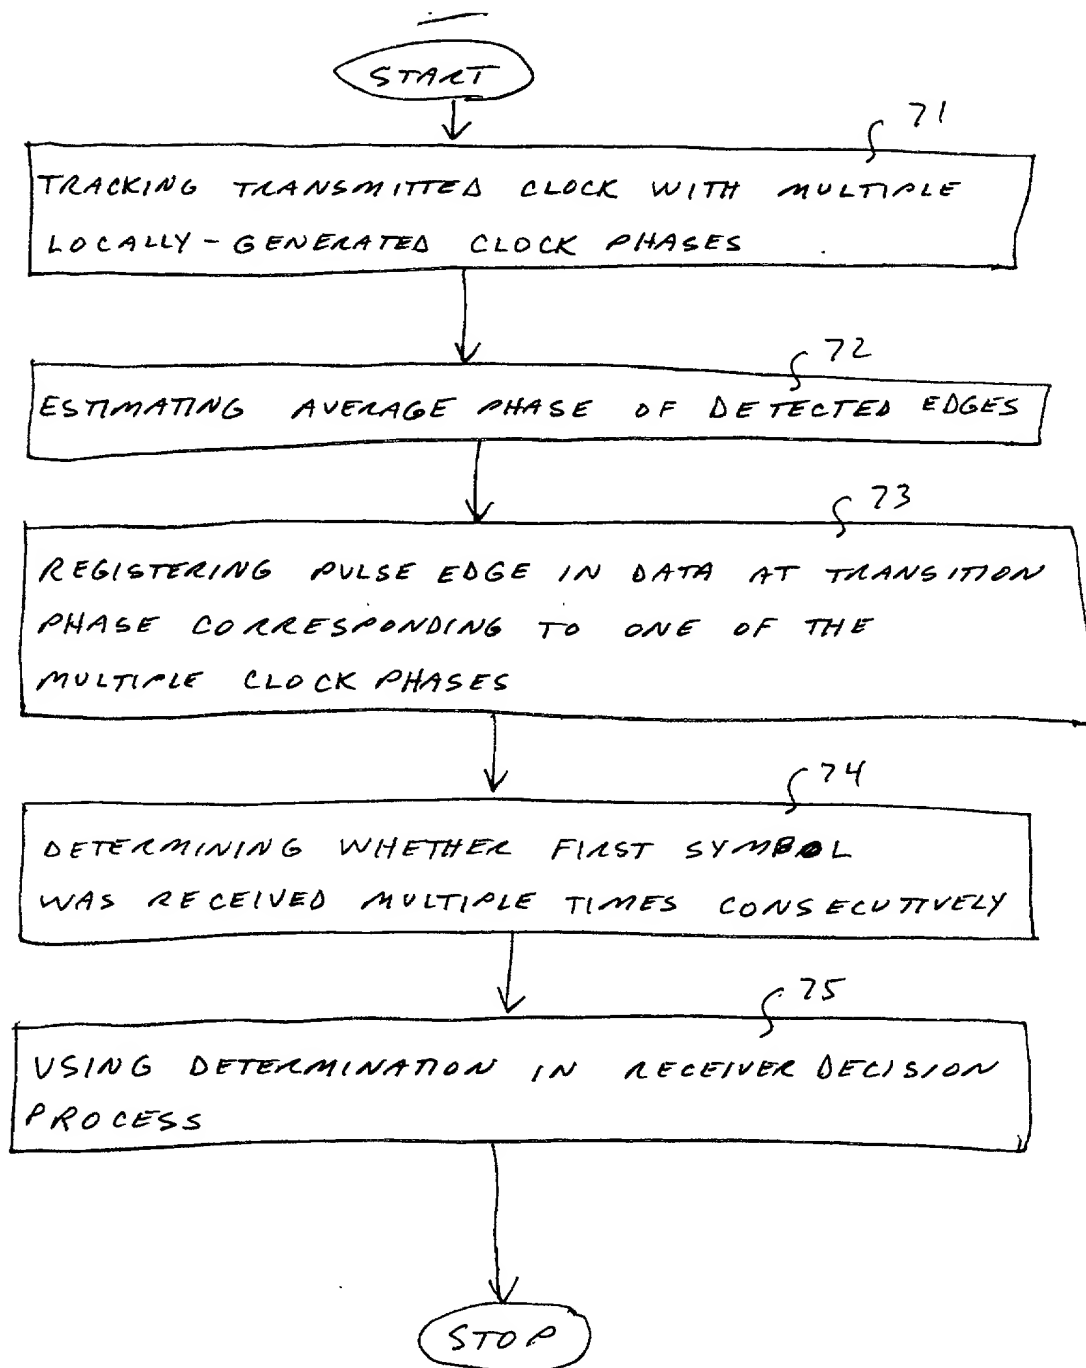 START
71
TRACKING TRANSMITTED CLOCK WITH MULTIPLE
LOCALLY-GENERATED CLOCK PHASES
72
ESTIMATING AVERAGE PHASE OF DETECTED EDGES
73
REGISTERING PULSE EDGE IN DATA AT TRANSITION
PHASE CORRESPONDING TO ONE OF THE
MULTIPLE CLOCK PHASES
74
DETERMINING WHETHER FIRST SYMBOL
WAS RECEIVED MULTIPLE TIMES CONSECUTIVELY
75
USING DETERMINATION IN RECEIVER DECISION
PROCESS
STOP